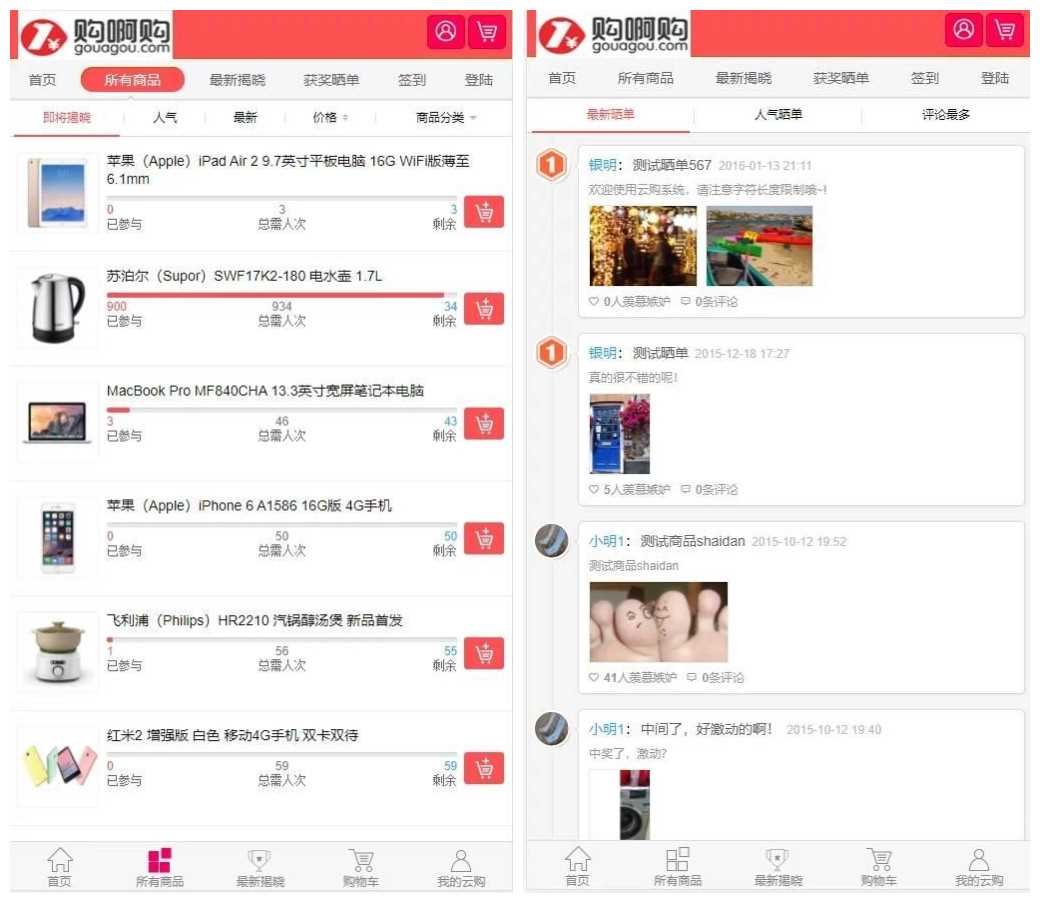 购啊购
gouagou.com
首页 所有商品 最新揭晓 获奖晒单 签到 登陆
即将揭晓 人气 最新 价格 商品分类
苹果（Apple）iPad Air 2 9.7英寸平板电脑 16G WiFi版薄至
6.1mm
0 3 3
已参与 总需人次 剩余
苏泊尔（Supor）SWF17K2-180 电水壶 1.7L
900 934 34
已参与 总需人次 剩余
MacBook Pro MF840CHA 13.3英寸宽屏笔记本电脑
3 46 43
已参与 总需人次 剩余
苹果（Apple）iPhone 6 A1586 16G版 4G手机
0 50 50
已参与 总需人次 剩余
飞利浦（Philips）HR2210 汽锅醇汤煲 新品首发
1 56 55
已参与 总需人次 剩余
红米2 增强版 白色 移动4G手机 双卡双待
0 59 59
已参与 总需人次 剩余
首页 所有商品 最新揭晓 购物车 我的云购
购啊购
gouagou.com
首页 所有商品 最新揭晓 获奖晒单 签到 登陆
最新晒单 人气晒单 评论最多
银明：测试晒单567 2016-01-13 21:11
欢迎使用云购系统，请注意字符长度限制哦~!
0人羡慕嫉妒 0条评论
银明：测试晒单 2015-12-18 17:27
真的很不错的呢！
5人羡慕嫉妒 0条评论
小明1：测试商品shaidan 2015-10-12 19:52
测试商品shaidan
41人羡慕嫉妒 0条评论
小明1：中间了，好激动的啊！ 2015-10-12 19:40
中奖了，激动?
首页 所有商品 最新揭晓 购物车 我的云购